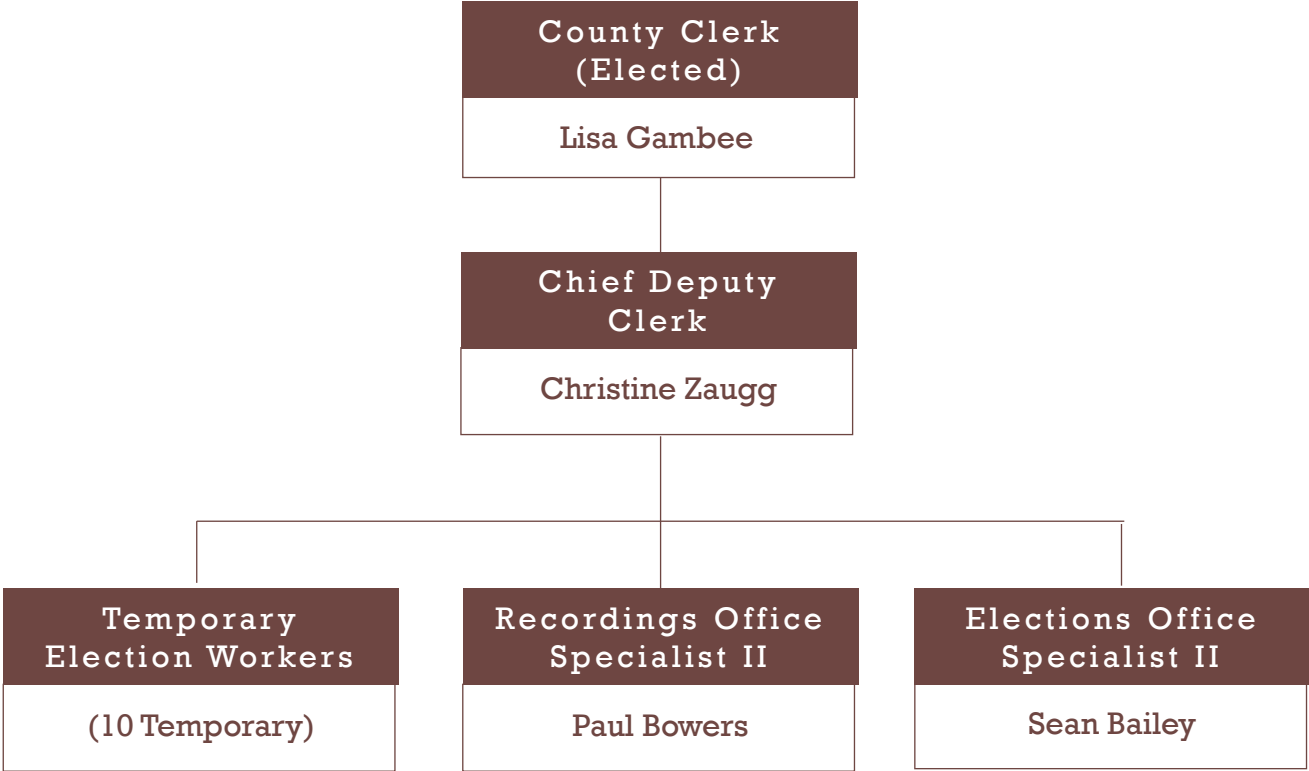 County Clerk
(Elected)
Lisa Gambee
Chief Deputy
Clerk
Christine Zaugg
Temporary
Election Workers
(10 Temporary)
Recordings Office
Specialist II
Paul Bowers
Elections Office
Specialist II
Sean Bailey